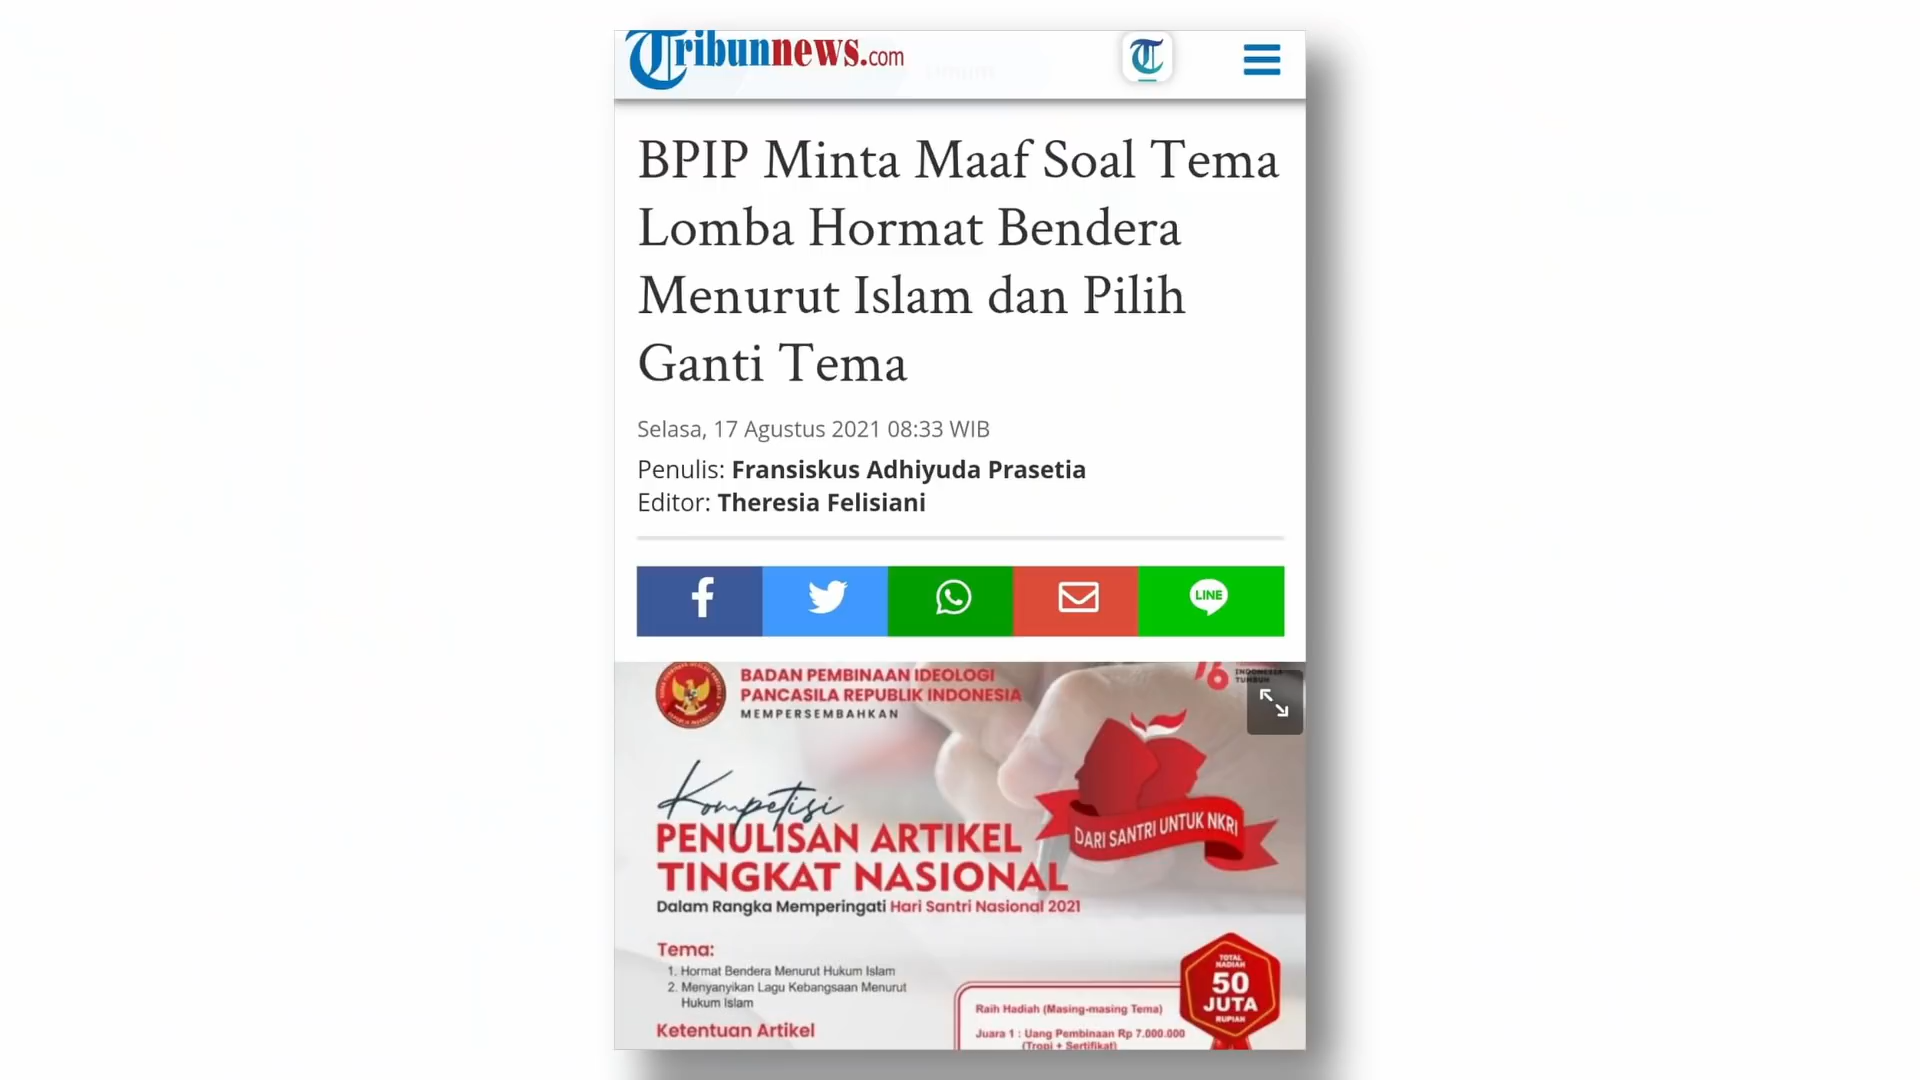 Tribunnews.com
BPIP Minta Maaf Soal Tema
Lomba Hormat Bendera
Menurut Islam dan Pilih
Ganti Tema
Selasa, 17 Agustus 2021 08:33 WIB
Penulis: Fransiskus Adhiyuda Prasetia
Editor: Theresia Felisiani
LINE
BADAN PEMBINAAN IDEOLOGI
PANCASILA REPUBLIK INDONESIA
MEMPERSEMBAHKAN
INDONESIA
TUMBUH
Kompetisi
PENULISAN ARTIKEL
TINGKAT NASIONAL
DARI SANTRI UNTUK NKRI
Dalam Rangka Memperingati Hari Santri Nasional 2021
Tema:
1. Hormat Bendera Menurut Hukum Islam
2. Menyanyikan Lagu Kebangsaan Menurut
Hukum Islam
Ketentuan Artikel
TOTAL
HADIAH
50
JUTA
RUPIAH
Raih Hadiah (Masing-masing Tema)
Juara 1 : Uang Pembinaan Rp 7.000.000
(Tropi + Sertifikat)